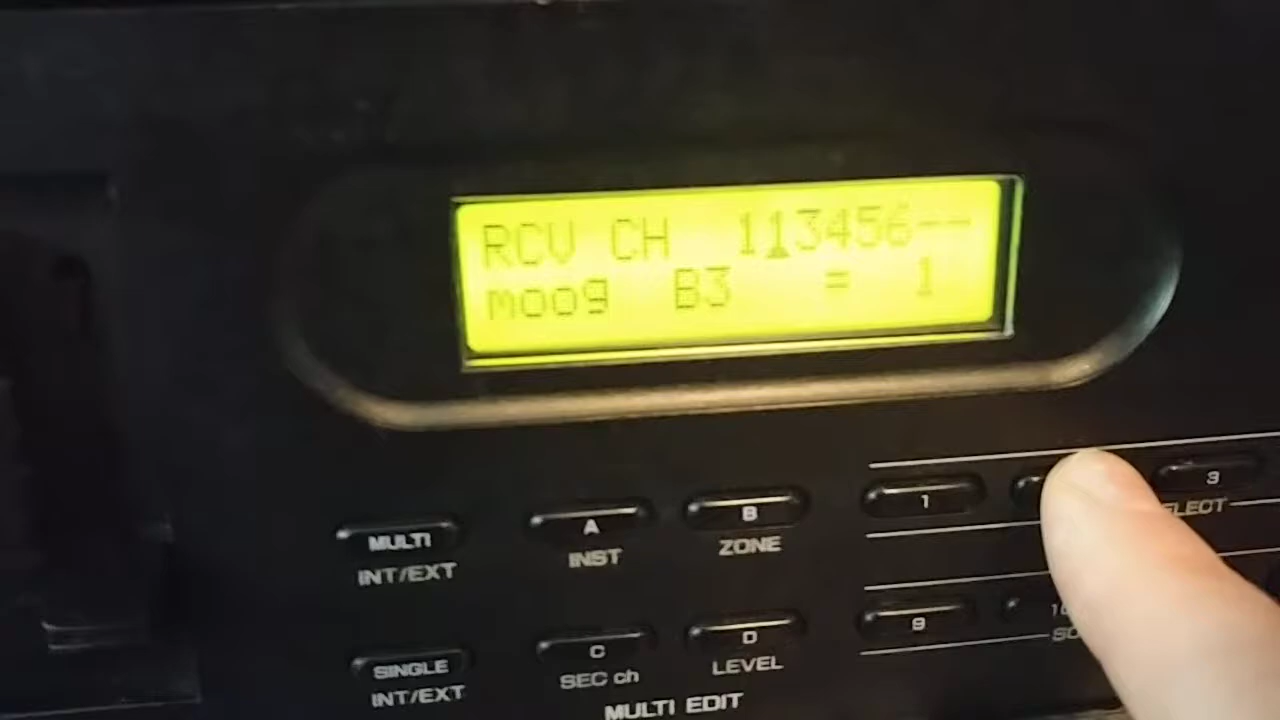 RCV CH 113456--
moog B3 = 1
1
3
MULTI
A
B
INT/EXT
INST
ZONE
9
SINGLE
C
D
INT/EXT
SEC ch
LEVEL
MULTI EDIT